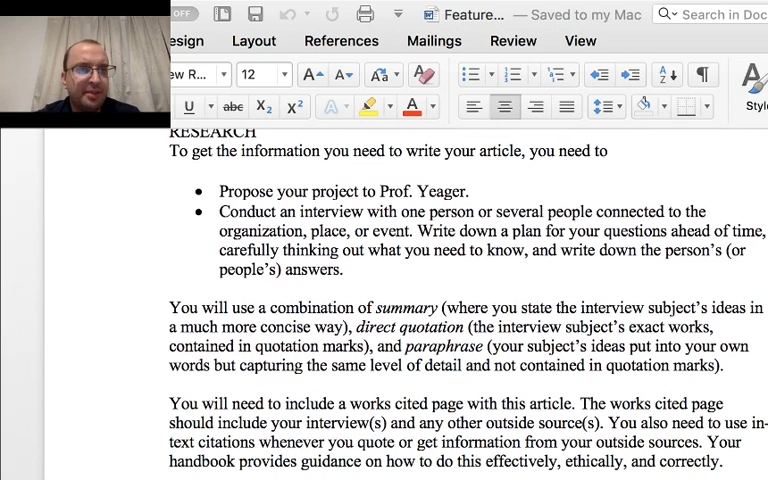 OFF
Feature... — Saved to my Mac
Search in Doc
esign Layout References Mailings Review View
ew R... 12 A A Aa A
A Z
U abc X₂ X² A A
Styl
RESEARCH
To get the information you need to write your article, you need to
• Propose your project to Prof. Yeager.
• Conduct an interview with one person or several people connected to the
organization, place, or event. Write down a plan for your questions ahead of time,
carefully thinking out what you need to know, and write down the person's (or
people's) answers.
You will use a combination of summary (where you state the interview subject's ideas in
a much more concise way), direct quotation (the interview subject's exact works,
contained in quotation marks), and paraphrase (your subject's ideas put into your own
words but capturing the same level of detail and not contained in quotation marks).
You will need to include a works cited page with this article. The works cited page
should include your interview(s) and any other outside source(s). You also need to use in-
text citations whenever you quote or get information from your outside sources. Your
handbook provides guidance on how to do this effectively, ethically, and correctly.